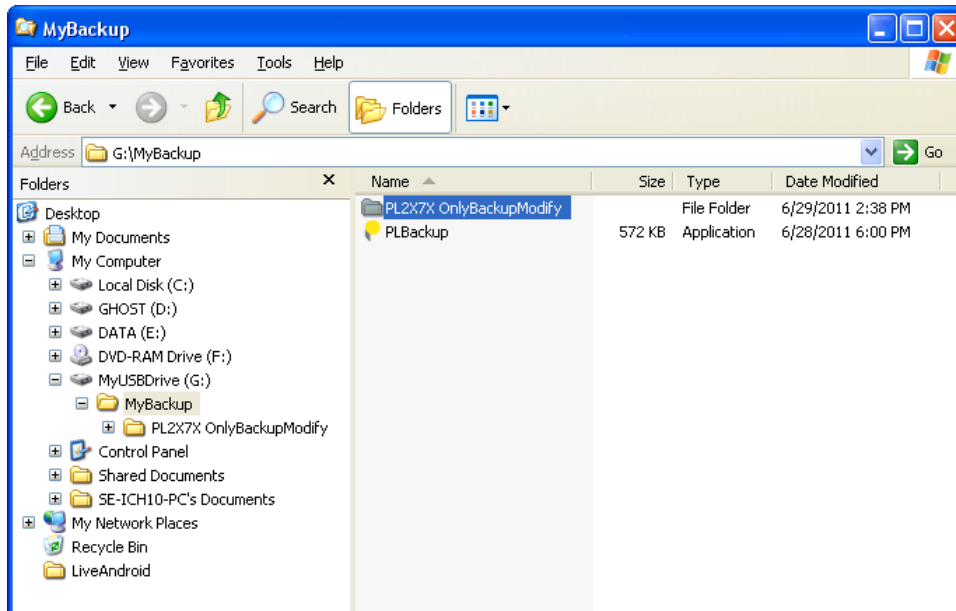 MyBackup
File Edit View Favorites Tools Help
Back Search Folders
Address G:\MyBackup Go
Folders Name Size Type Date Modified
Desktop
PL2X7X OnlyBackupModify File Folder 6/29/2011 2:38 PM
My Documents
PLBackup 572 KB Application 6/28/2011 6:00 PM
My Computer
Local Disk (C:)
GHOST (D:)
DATA (E:)
DVD-RAM Drive (F:)
MyUSBDrive (G:)
MyBackup
PL2X7X OnlyBackupModify
Control Panel
Shared Documents
SE-ICH10-PC's Documents
My Network Places
Recycle Bin
LiveAndroid